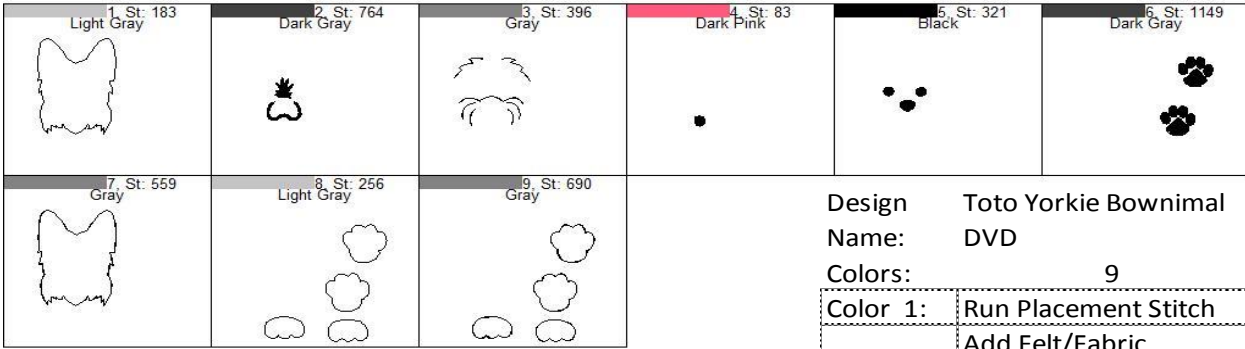 1, St: 183
Light Gray
2, St: 764
Dark Gray
3, St: 396
Gray
4, St: 83
Dark Pink
5, St: 321
Black
6, St: 1149
Dark Gray
7, St: 559
Gray
8, St: 256
Light Gray
9, St: 690
Gray
Design Toto Yorkie Bownimal
Name: DVD
Colors: 9
Color 1: Run Placement Stitch
Add Felt/Fabric